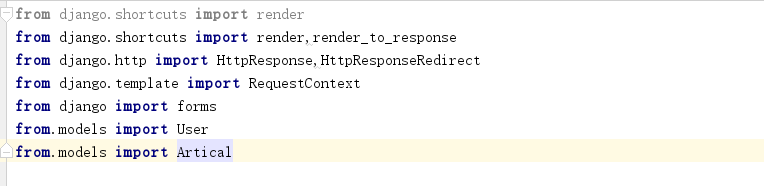 from django.shortcuts import render
from django.shortcuts import render,render_to_response
from django.http import HttpResponse,HttpResponseRedirect
from django.template import RequestContext
from django import forms
from.models import User
from.models import Artical